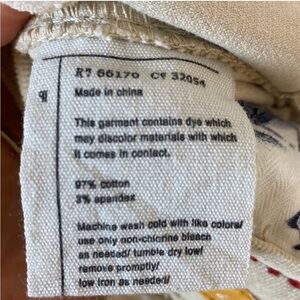 R7 66170 C# 32054
Made in china
This garment contains dye which
may discolor materials with which
it comes in contact.
97% cotton
3% spandex
Machine wash cold with like colors/
use only non-chlorine bleach
as needed/ tumble dry low/
remove promptly/
low iron as needed/